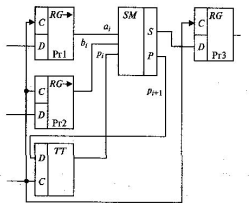 C RG
D
Pr1
C RG
D
Pr2
D TT
C
a_i
b_i
p_i
SM
S
P
p_{i+1}
C RG
D
Pr3